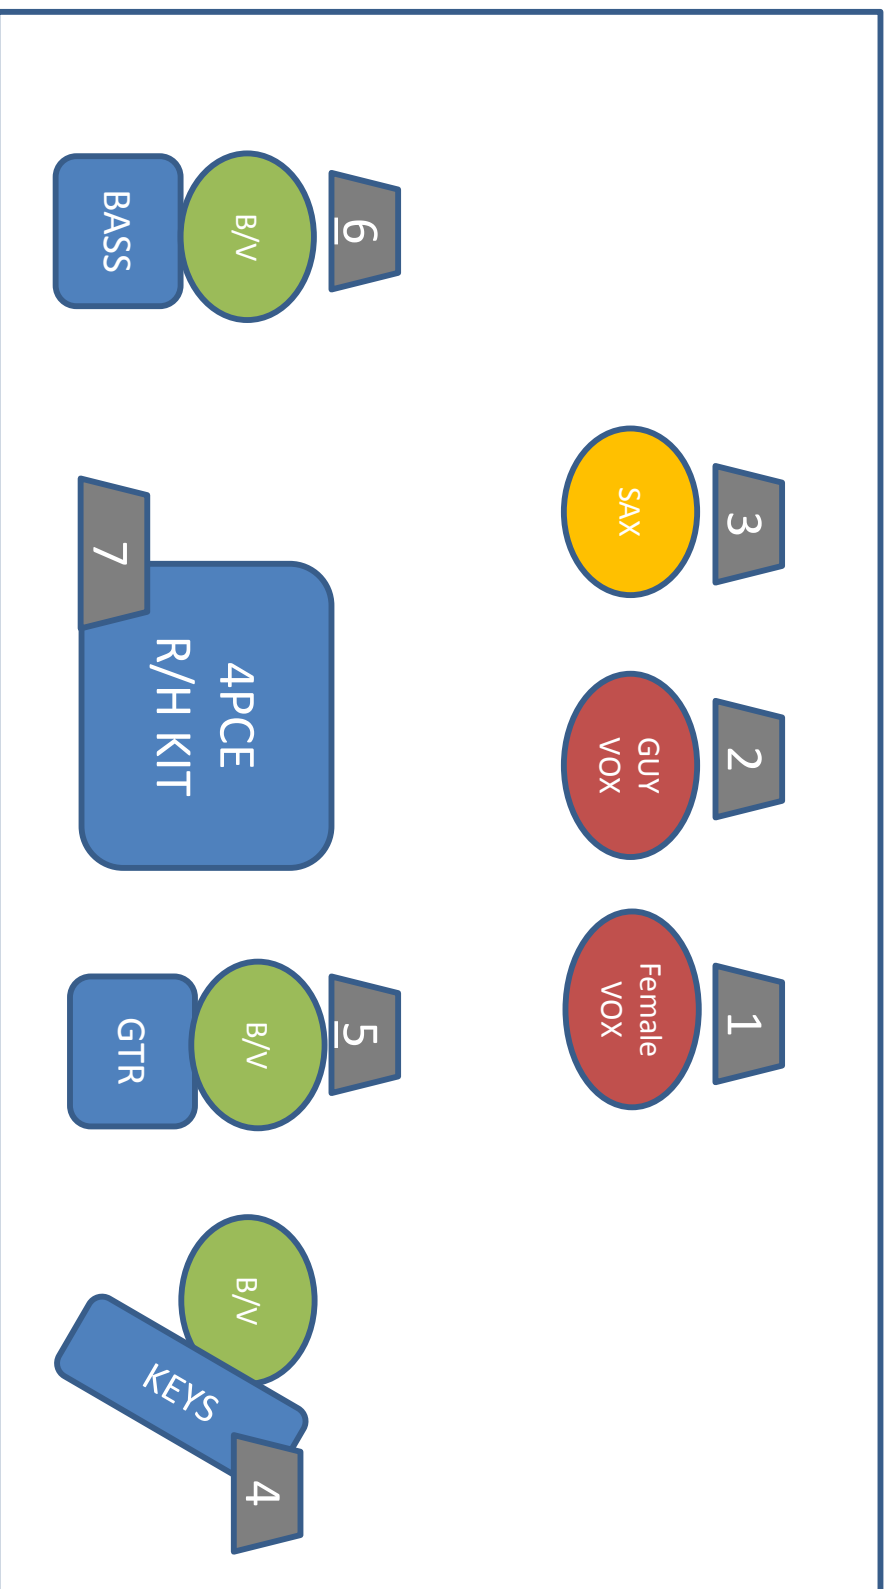 3
2
1
SAX
GUY
VOX
Female
VOX
6
5
B/V
4PCE
R/H KIT
B/V
B/V
4
BASS
7
GTR
KEYS